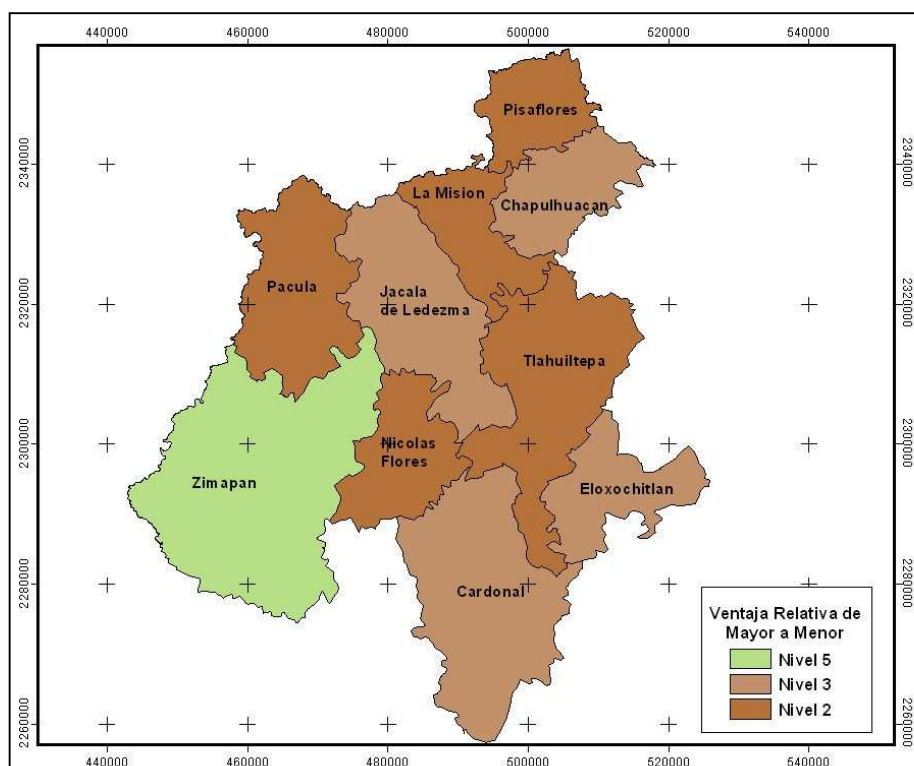 440000 460000 480000 500000 520000 540000
Pisaflores
2340000 2340000
La Mision
Chapulhuacan
Pacula
Jacala
de Ledezma
2320000 2320000
Tlahuiltepa
2300000 2300000
Nicolas
Flores
Zimapan
Eloxochitlan
2280000 2280000
Cardonal
Ventaja Relativa de
Mayor a Menor
Nivel 5
Nivel 3
Nivel 2
2260000 2260000
440000 460000 480000 500000 520000 540000